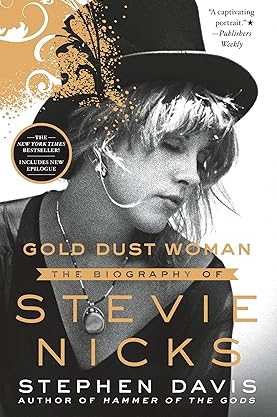 "A captivating
portrait."★
—Publishers
Weekly
—THE—
NEW YORK TIMES
BESTSELLER!
INCLUDES NEW
EPILOGUE
GOLD DUST WOMAN
THE BIOGRAPHY OF
STEVIE
NICKS
STEPHEN DAVIS
AUTHOR OF HAMMER OF THE GODS